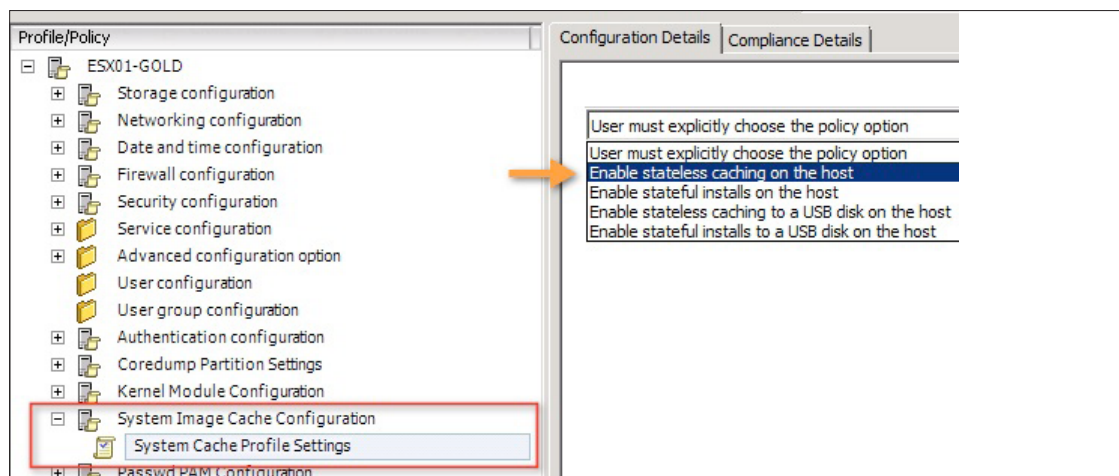 Profile/Policy
ESX01-GOLD
Storage configuration
Networking configuration
Date and time configuration
Firewall configuration
Security configuration
Service configuration
Advanced configuration option
User configuration
User group configuration
Authentication configuration
Coredump Partition Settings
Kernel Module Configuration
System Image Cache Configuration
System Cache Profile Settings
Passwd PAM Configuration
Configuration Details
Compliance Details
User must explicitly choose the policy option
User must explicitly choose the policy option
Enable stateless caching on the host
Enable stateful installs on the host
Enable stateless caching to a USB disk on the host
Enable stateful installs to a USB disk on the host